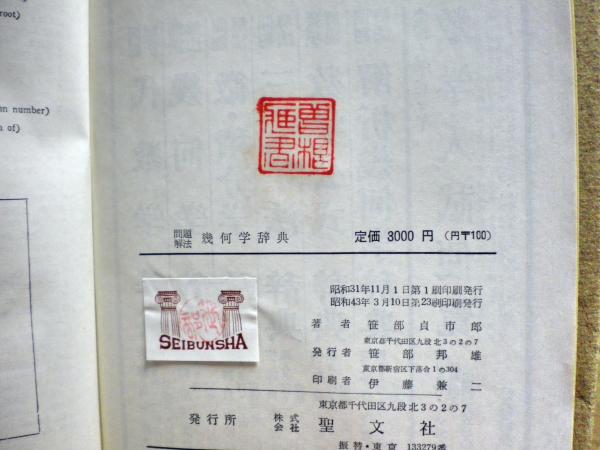 root)
n number)
n of)
問題解法 幾何学辞典 定価 3000円 (円〒100)
昭和31年11月1日第1刷印刷発行
昭和43年3月10日第23刷印刷発行
著者 笹部貞市郎
東京都千代田区九段北3の2の7
発行者 笹部邦雄
東京都新宿区下落合1の304
印刷者 伊藤兼二
東京都千代田区九段北3の2の7
発行所 株式会社 聖文社
振替・東京 133279番
SEIBUNSHA